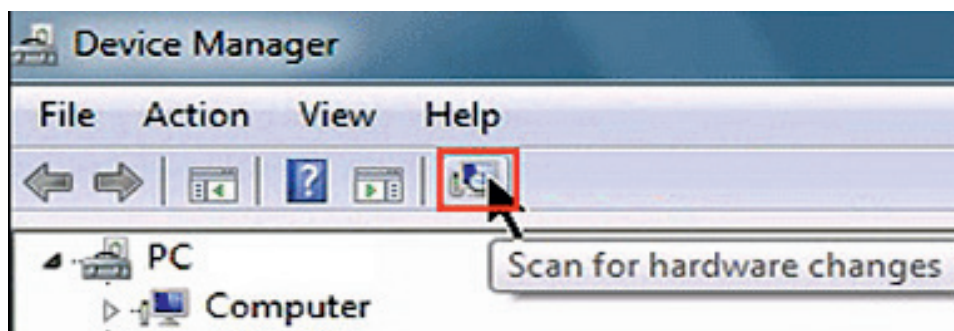 Device Manager
File Action View Help
?
PC
Scan for hardware changes
Computer